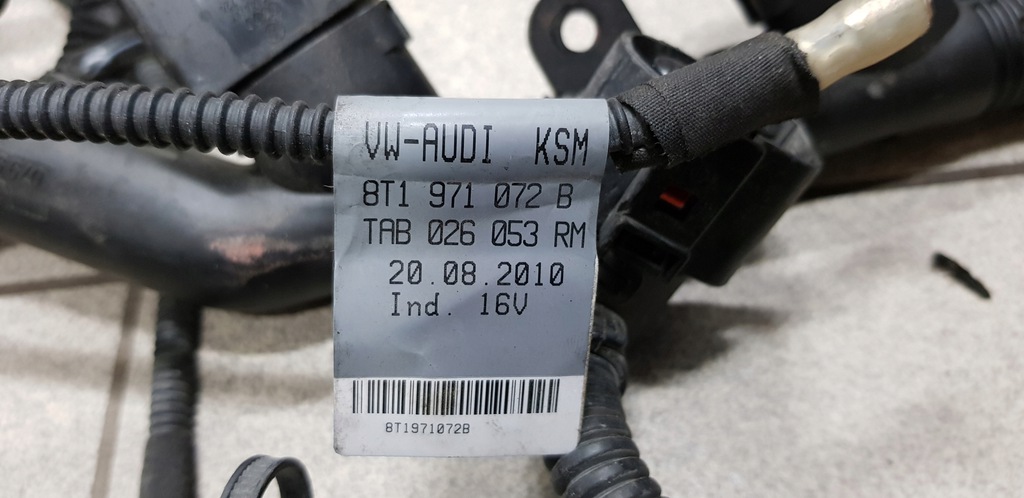 VW-AUDI KSM
8T1 971 072 B
TAB 026 053 RM
20.08.2010
Ind. 16V
8T1971072B